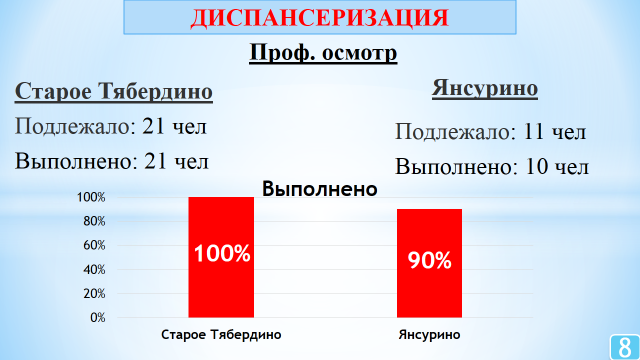 ДИСПАНСЕРИЗАЦИЯ
Проф. осмотр
Старое Тябердино
Подлежало: 21 чел
Выполнено: 21 чел
Янсурино
Подлежало: 11 чел
Выполнено: 10 чел
Выполнено
100%
80%
60%
40%
20%
0%
100%
90%
Старое Тябердино
Янсурино
8